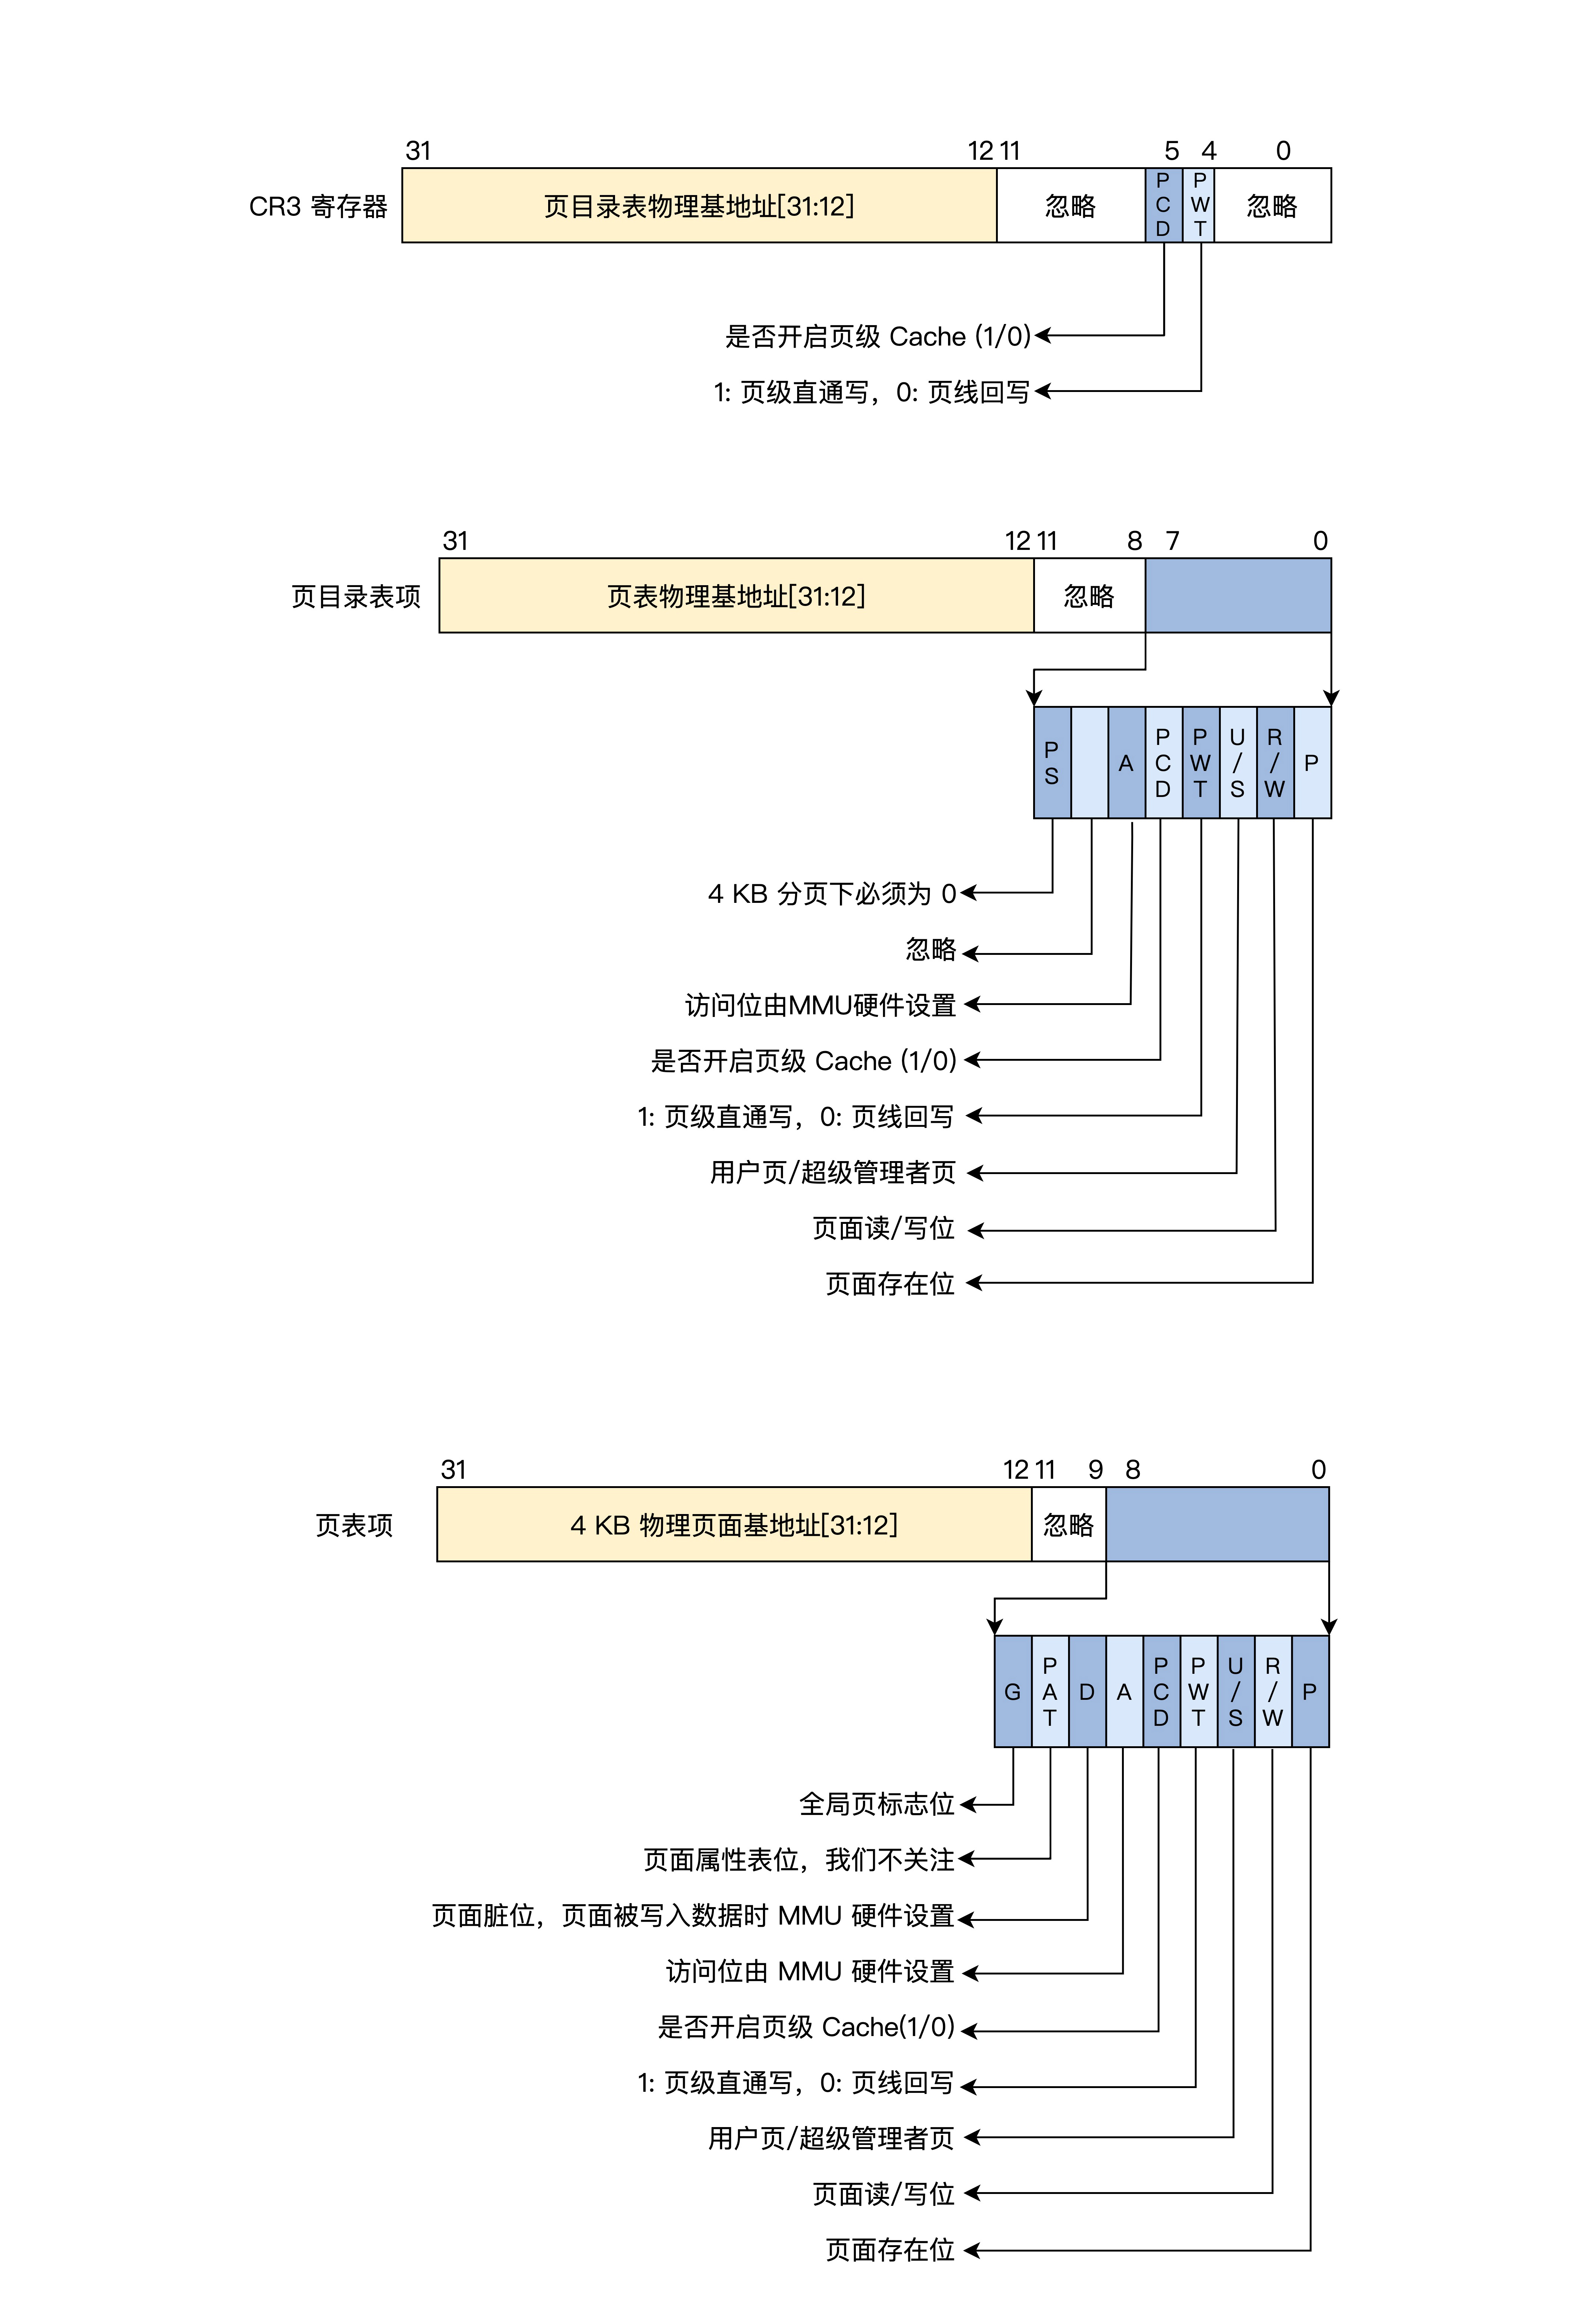 31 12 11 5 4 0
CR3 寄存器 页目录表物理基地址[31:12] 忽略 PCD PWT 忽略
是否开启页级 Cache (1/0)
1: 页级直通写，0: 页线回写
31 12 11 8 7 0
页目录表项 页表物理基地址[31:12] 忽略
PS A PCD PWT U/S R/W P
4 KB 分页下必须为 0
忽略
访问位由MMU硬件设置
是否开启页级 Cache (1/0)
1: 页级直通写，0: 页线回写
用户页/超级管理者页
页面读/写位
页面存在位
31 12 11 9 8 0
页表项 4 KB 物理页面基地址[31:12] 忽略
G PAT D A PCD PWT U/S R/W P
全局页标志位
页面属性表位，我们不关注
页面脏位，页面被写入数据时 MMU 硬件设置
访问位由 MMU 硬件设置
是否开启页级 Cache(1/0)
1: 页级直通写，0: 页线回写
用户页/超级管理者页
页面读/写位
页面存在位